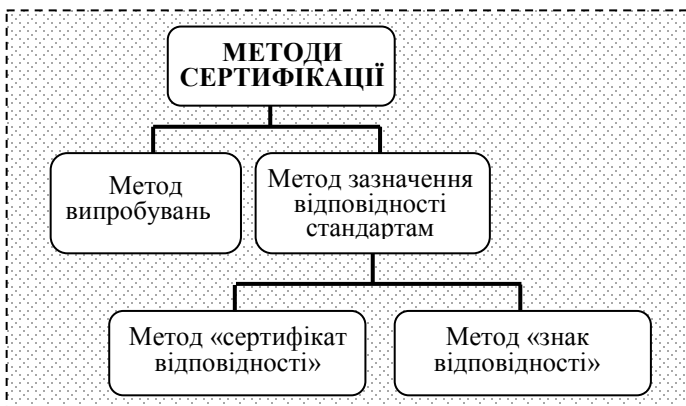 МЕТОДИ
СЕРТИФІКАЦІЇ
Метод
випробувань
Метод зазначення
відповідності
стандартам
Метод «сертифікат
відповідності»
Метод «знак
відповідності»